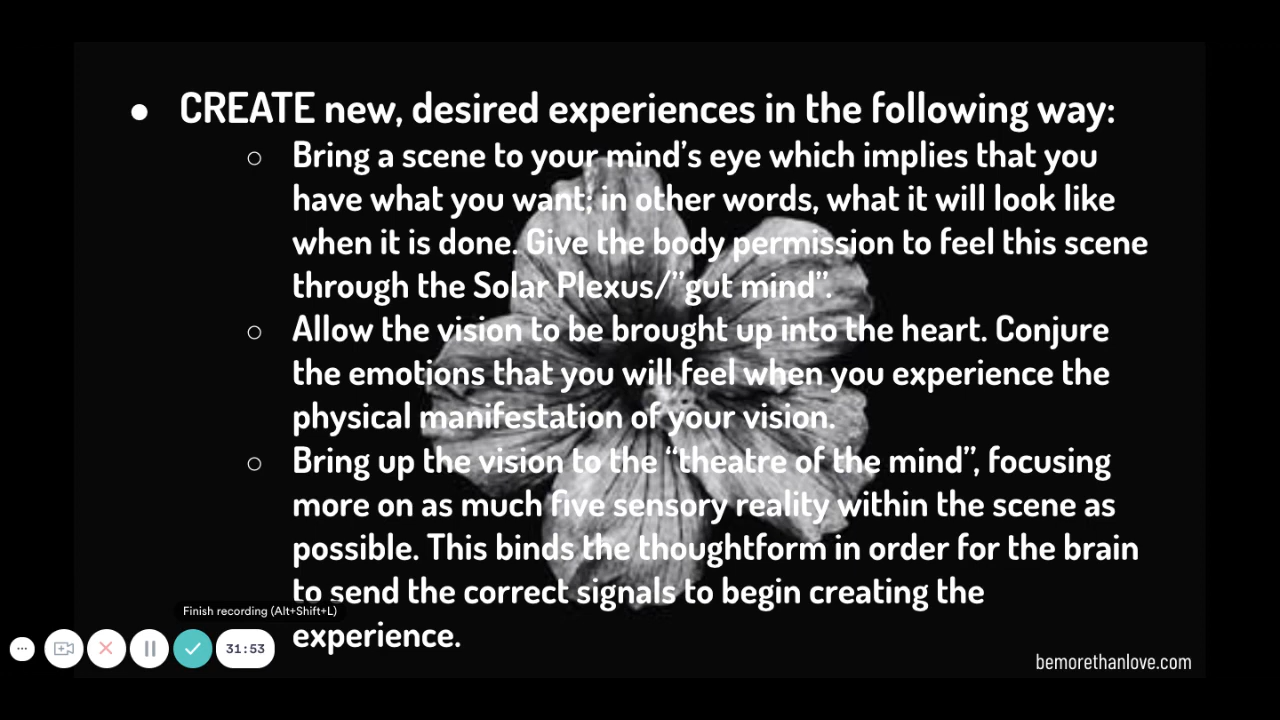 ● CREATE new, desired experiences in the following way:
○ Bring a scene to your mind’s eye which implies that you
have what you want; in other words, what it will look like
when it is done. Give the body permission to feel this scene
through the Solar Plexus/”gut mind”.
○ Allow the vision to be brought up into the heart. Conjure
the emotions that you will feel when you experience the
physical manifestation of your vision.
○ Bring up the vision to the “theatre of the mind”, focusing
more on as much five sensory reality within the scene as
possible. This binds the thoughtform in order for the brain
to send the correct signals to begin creating the
experience.
Finish recording (Alt+Shift+L)
31:53
bemorethanlove.com